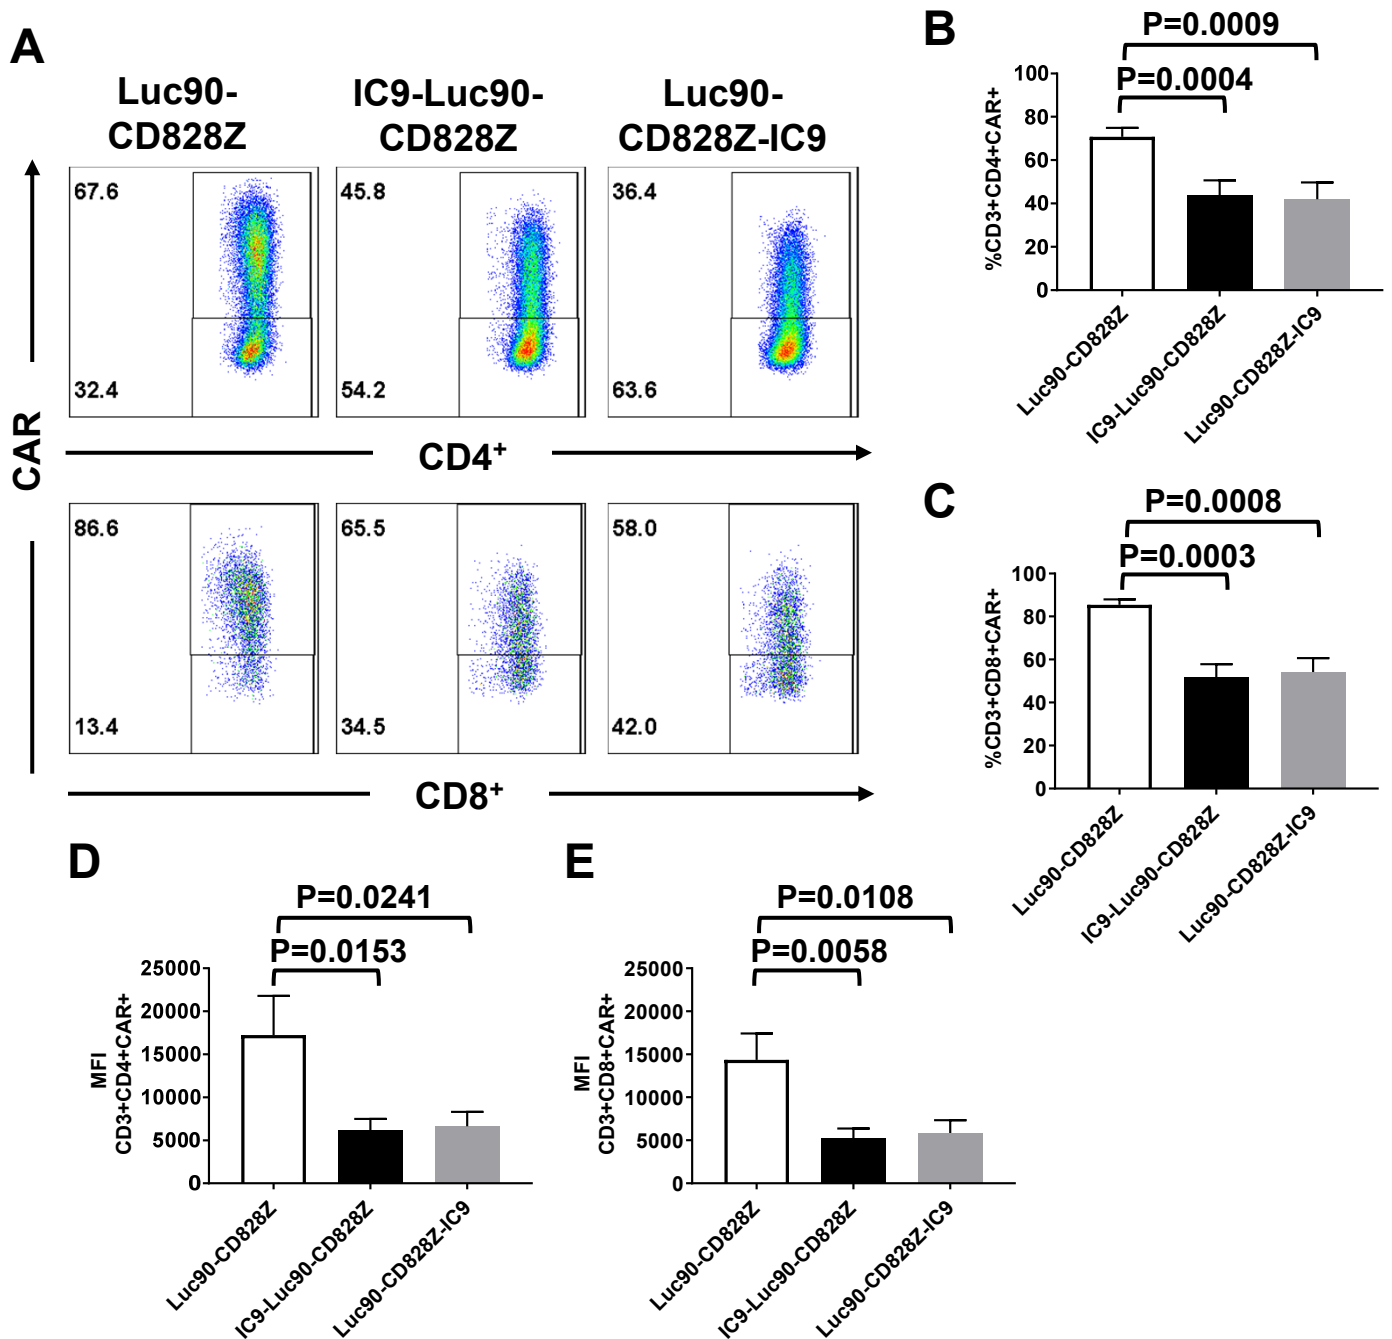 A
Luc90-
CD828Z
IC9-Luc90-
CD828Z
Luc90-
CD828Z-IC9
67.6
32.4
45.8
54.2
36.4
63.6
CAR
CD4+
86.6
13.4
65.5
34.5
58.0
42.0
CD8+
B
P=0.0009
P=0.0004
%CD3+CD4+CAR+
100
80
60
40
20
0
Luc90-CD828Z
IC9-Luc90-CD828Z
Luc90-CD828Z-IC9
C
P=0.0008
P=0.0003
%CD3+CD8+CAR+
100
80
60
40
20
0
Luc90-CD828Z
IC9-Luc90-CD828Z
Luc90-CD828Z-IC9
D
P=0.0241
P=0.0153
MFI
CD3+CD4+CAR+
25000
20000
15000
10000
5000
0
Luc90-CD828Z
IC9-Luc90-CD828Z
Luc90-CD828Z-IC9
E
P=0.0108
P=0.0058
MFI
CD3+CD8+CAR+
25000
20000
15000
10000
5000
0
Luc90-CD828Z
IC9-Luc90-CD828Z
Luc90-CD828Z-IC9